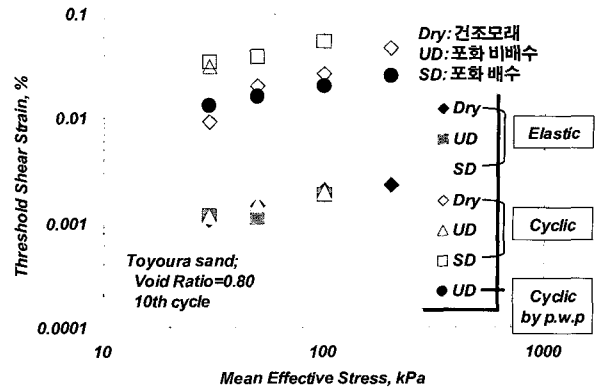 0.1
0.01
0.001
0.0001
Threshold Shear Strain, %
Dry: 건조모래
UD: 포화 비배수
SD: 포화 배수
Dry
UD
SD
Elastic
Dry
UD
SD
Cyclic
UD
Cyclic
by p.w.p
Toyoura sand;
Void Ratio=0.80
10th cycle
10
100
1000
Mean Effective Stress, kPa